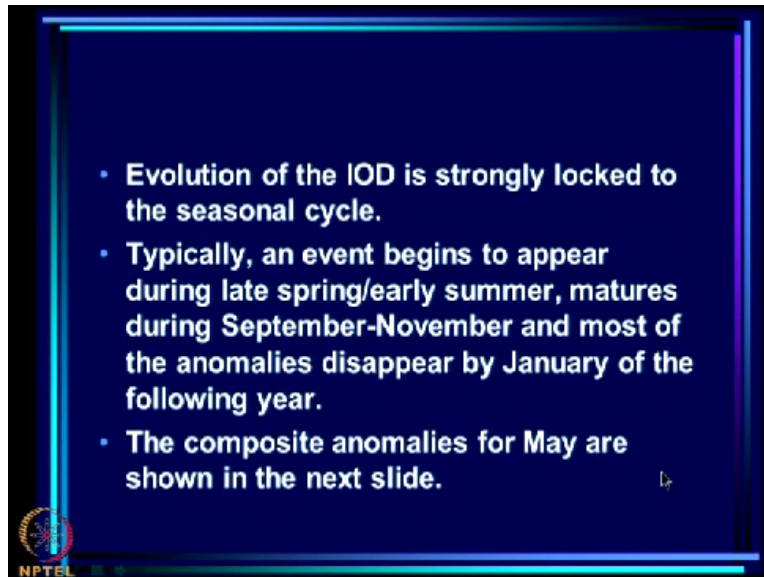 • Evolution of the IOD is strongly locked to
the seasonal cycle.
• Typically, an event begins to appear
during late spring/early summer, matures
during September-November and most of
the anomalies disappear by January of the
following year.
• The composite anomalies for May are
shown in the next slide.
NPTEL